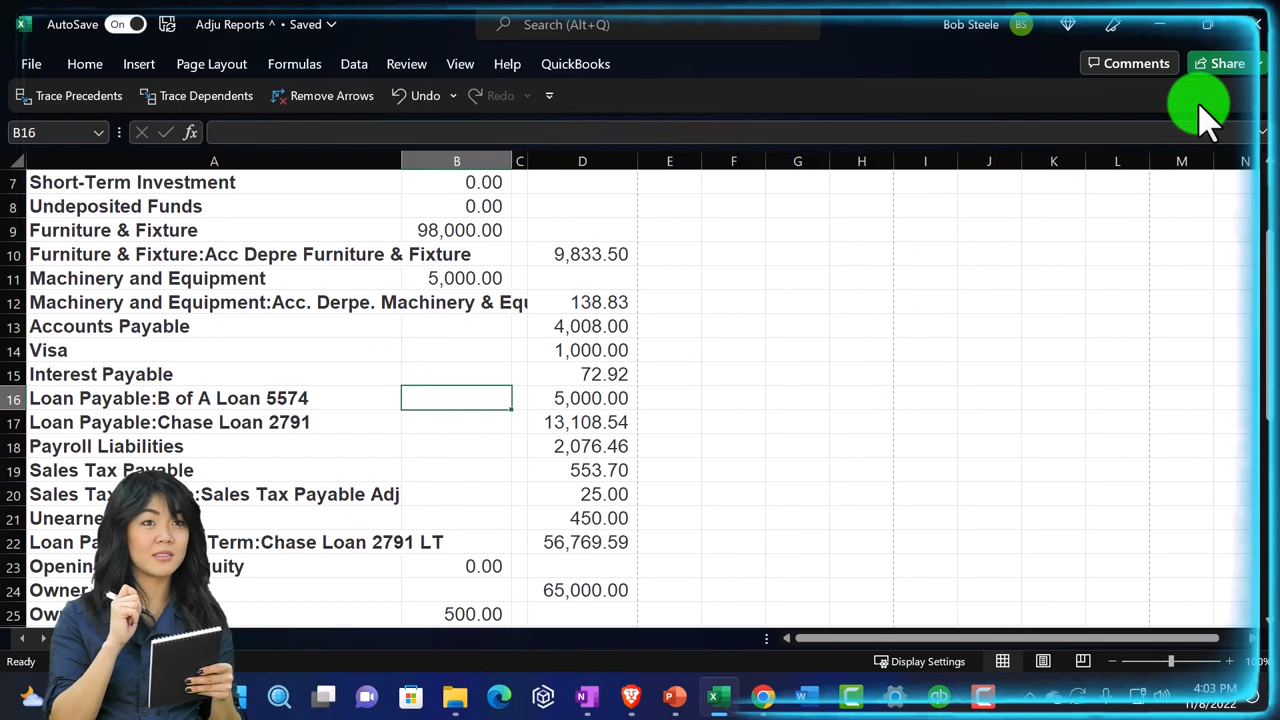 AutoSave On Adju Reports ^ • Saved Search (Alt+Q) Bob Steele BS
File Home Insert Page Layout Formulas Data Review View Help QuickBooks Comments Share
Trace Precedents Trace Dependents Remove Arrows Undo Redo
B16 fx
A B C D E F G H I J K L M N
7 Short-Term Investment 0.00
8 Undeposited Funds 0.00
9 Furniture & Fixture 98,000.00
10 Furniture & Fixture:Acc Depre Furniture & Fixture 9,833.50
11 Machinery and Equipment 5,000.00
12 Machinery and Equipment:Acc. Derpe. Machinery & Equ 138.83
13 Accounts Payable 4,008.00
14 Visa 1,000.00
15 Interest Payable 72.92
16 Loan Payable:B of A Loan 5574 5,000.00
17 Loan Payable:Chase Loan 2791 13,108.54
18 Payroll Liabilities 2,076.46
19 Sales Tax Payable 553.70
20 Sales Tax :Sales Tax Payable Adj 25.00
21 Unearne 450.00
22 Loan Pa Term:Chase Loan 2791 LT 56,769.59
23 Openin quity 0.00
24 Owner 65,000.00
25 Ow 500.00
Ready Display Settings 100%
4:03 PM
11/8/2022